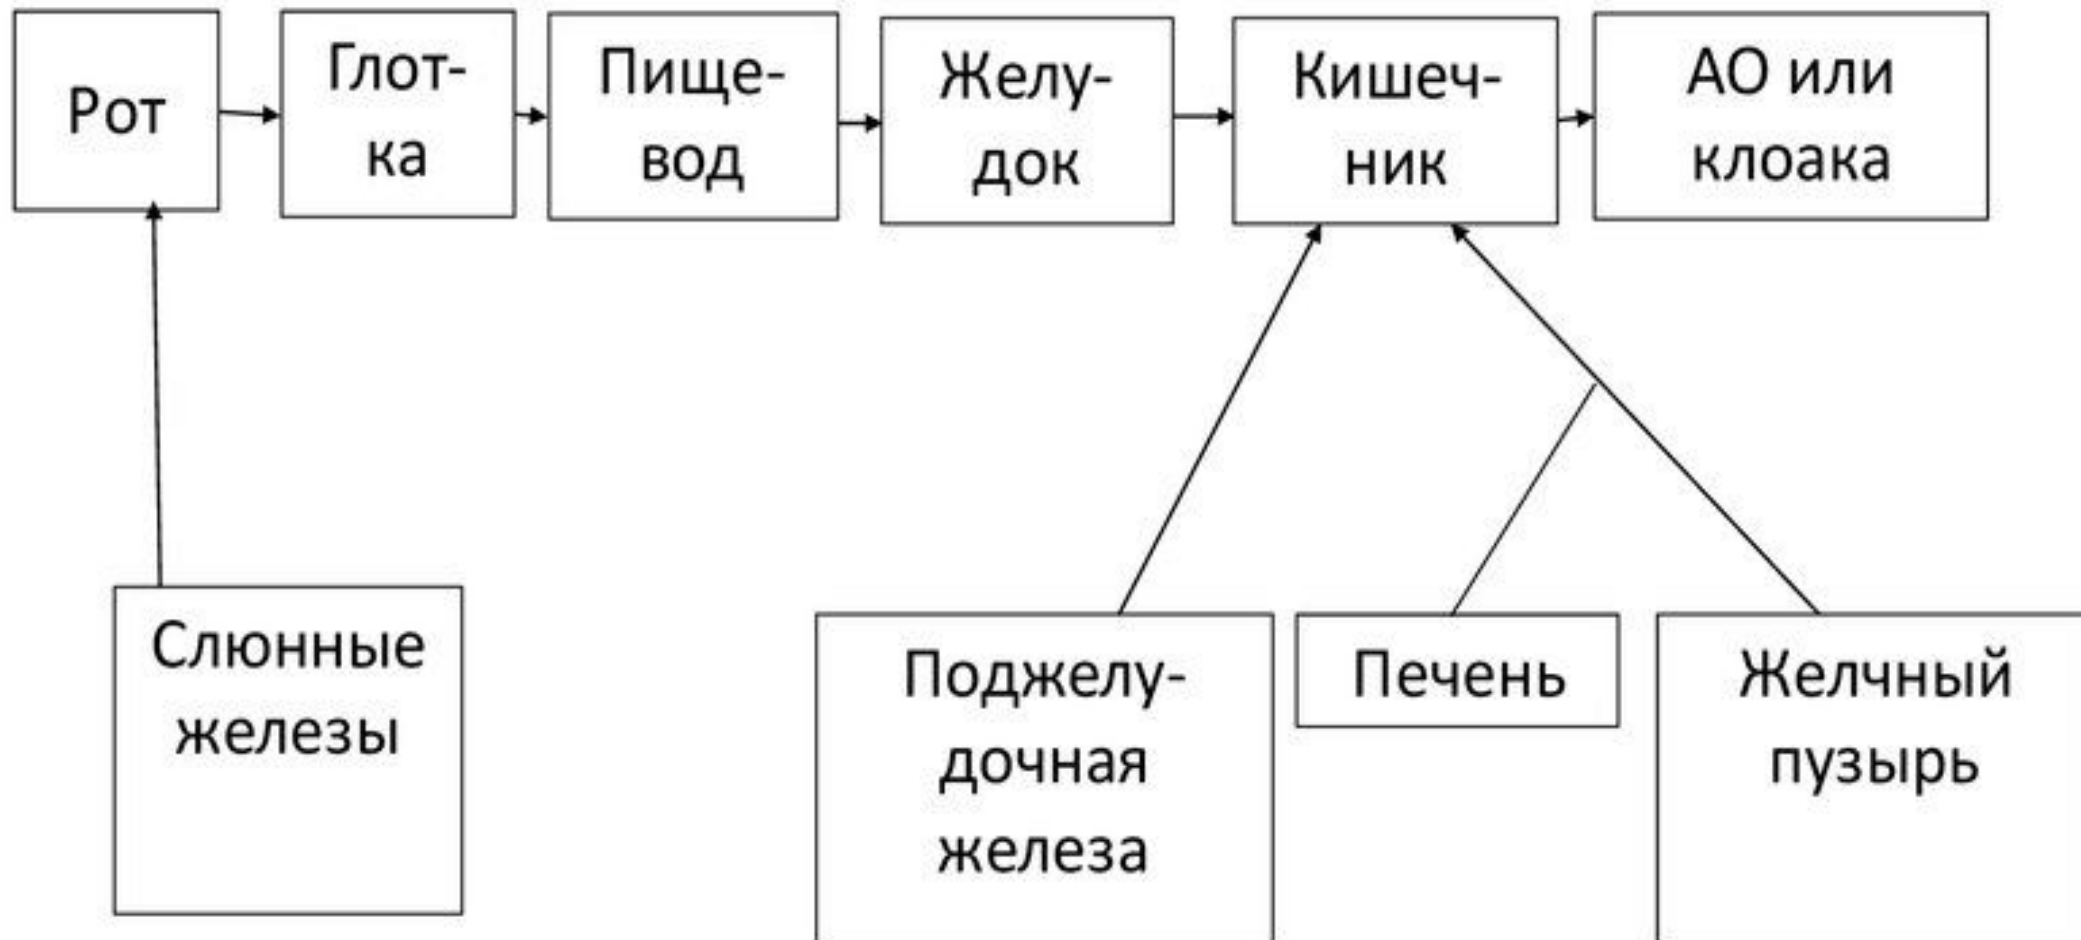 Рот
Глот-
ка
Пище-
вод
Желу-
док
Кишеч-
ник
АО или
клоака
Слюнные
железы
Поджелу-
дочная
железа
Печень
Желчный
пузырь